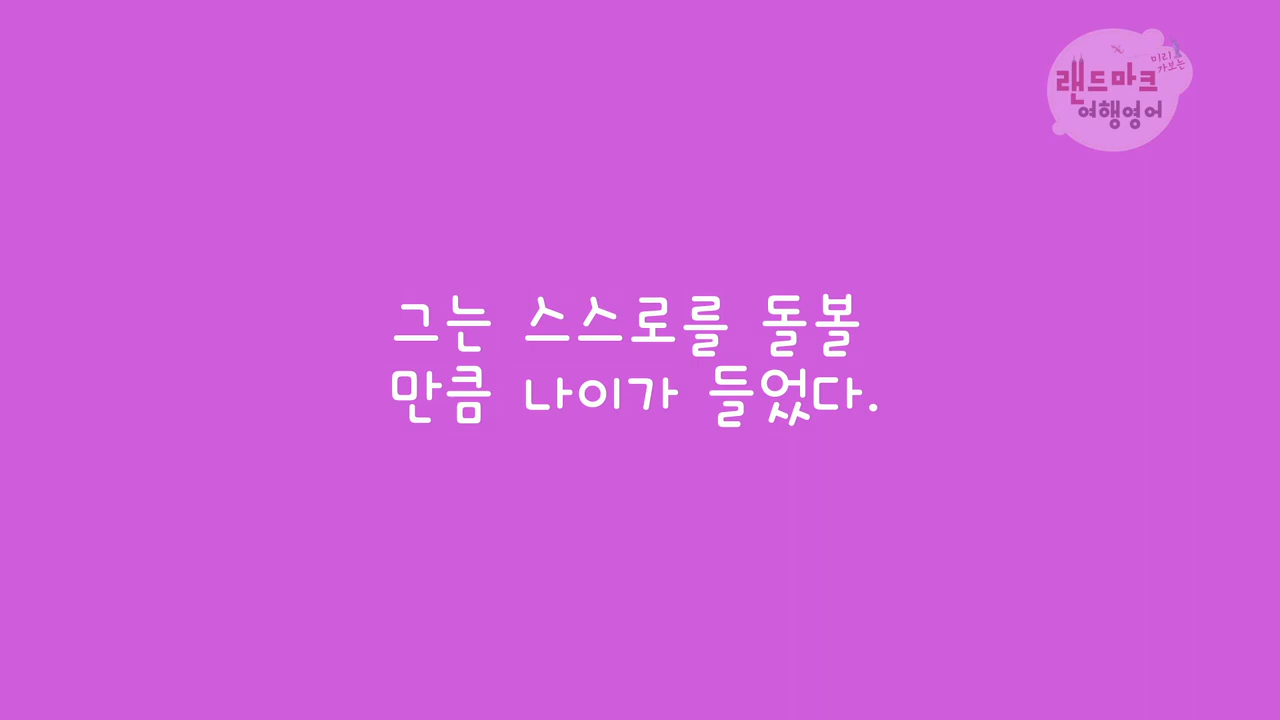 미리
가보는
랜드마크
여행영어
그는 스스로를 돌볼
만큼 나이가 들었다.